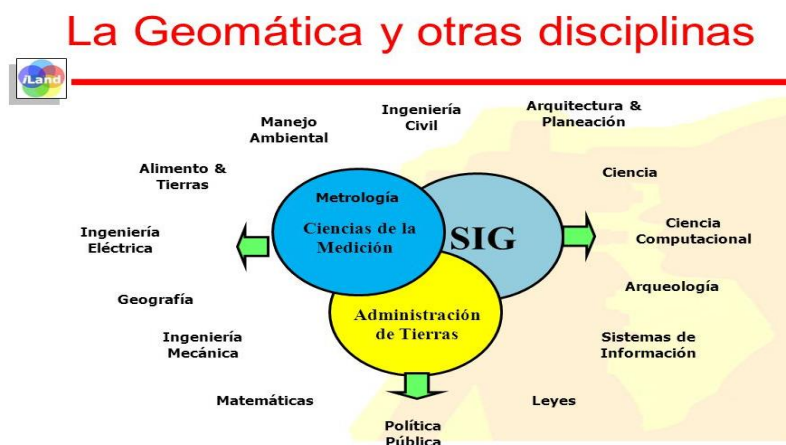 La Geomática y otras disciplinas
iLand
Manejo
Ambiental
Ingeniería
Civil
Arquitectura &
Planeación
Alimento &
Tierras
Metrología
Ciencias de la
Medición
SIG
Ciencia
Ingeniería
Eléctrica
Ciencia
Computacional
Geografía
Administración
de Tierras
Arqueología
Ingeniería
Mecánica
Sistemas de
Información
Matemáticas
Leyes
Política
Pública